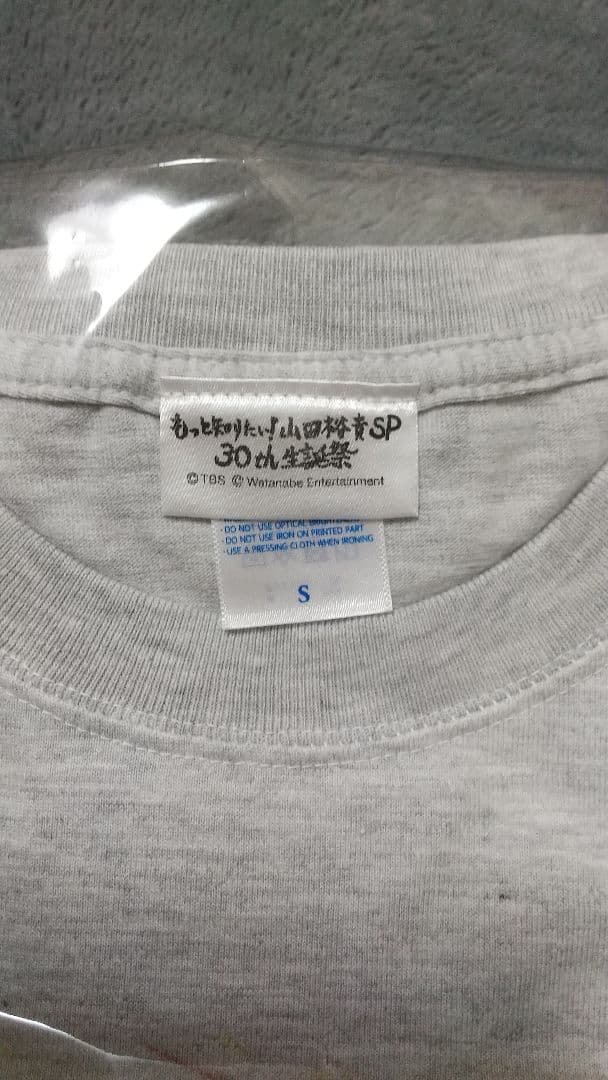 もっと知りたい!山田裕貴SP
30th生誕祭
©TBS © Watanabe Entertainment
・DO NOT USE OPTICAL
・DO NOT USE IRON ON PRINTED PART
・USE A PRESSING CLOTH WHEN IRONING
S